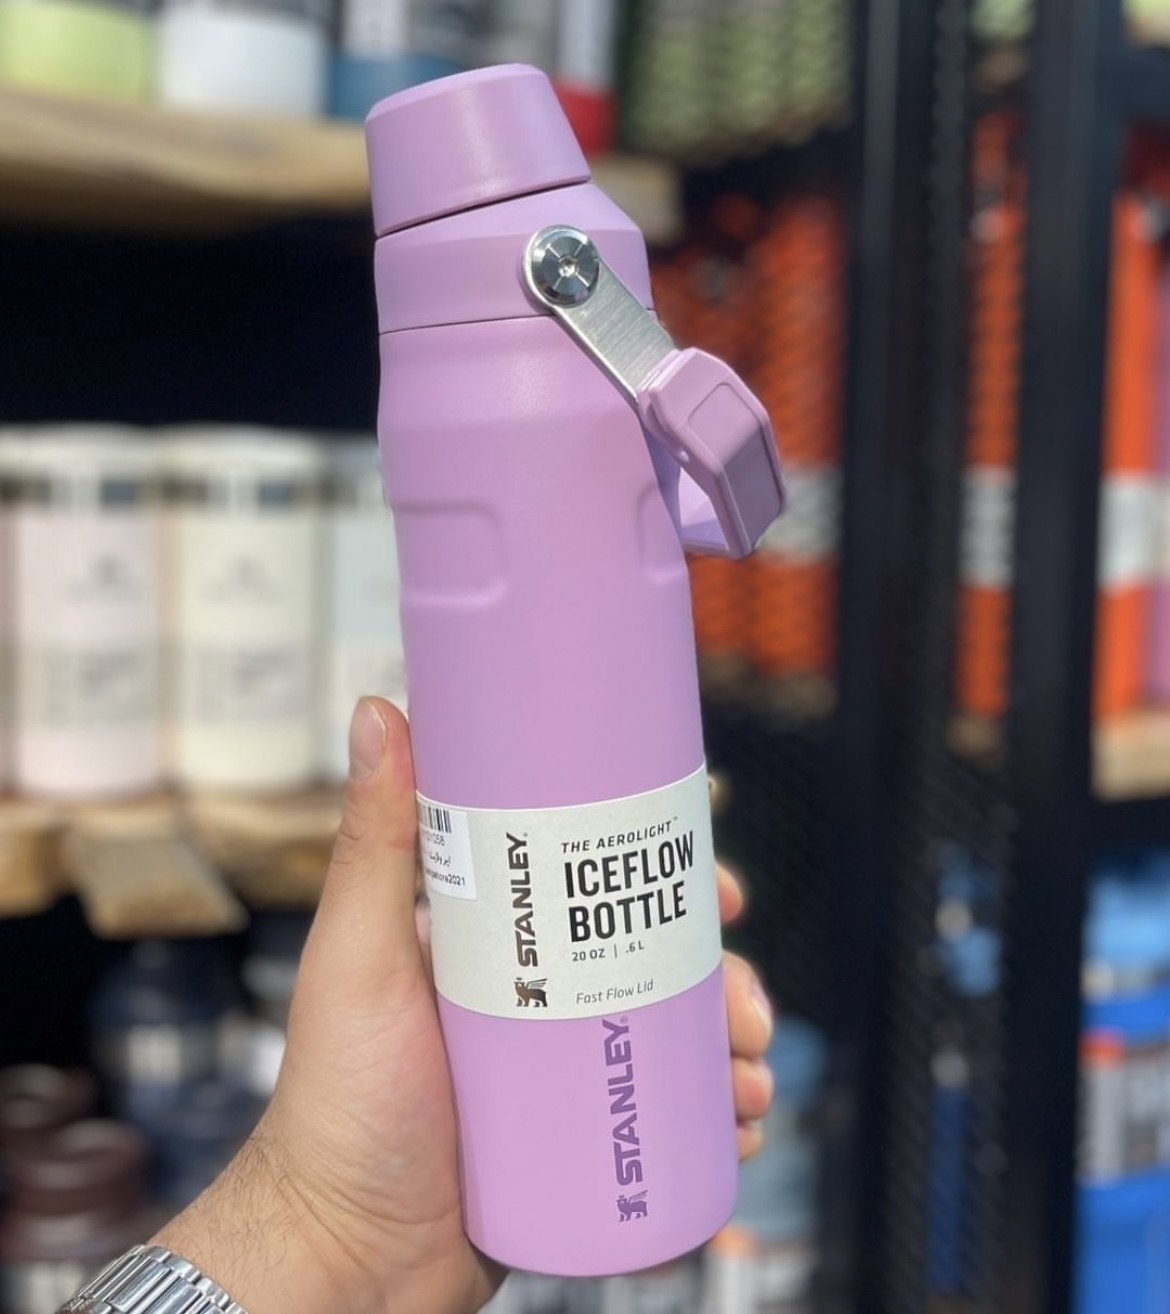 STANLEY®
THE AEROLIGHT™
ICEFLOW
BOTTLE
20 OZ | .6 L
Fast Flow Lid
STANLEY®